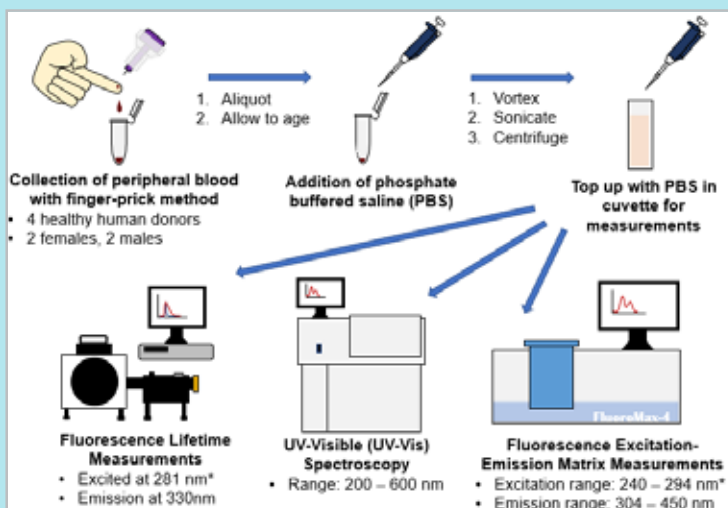 1. Aliquot
2. Allow to age
1. Vortex
2. Sonicate
3. Centrifuge
Collection of peripheral blood
with finger-prick method
• 4 healthy human donors
• 2 females, 2 males
Addition of phosphate
buffered saline (PBS)
Top up with PBS in
cuvette for
measurements
Fluorescence Lifetime
Measurements
• Excited at 281 nm*
• Emission at 330nm
UV-Visible (UV-Vis)
Spectroscopy
• Range: 200 – 600 nm
FluoroMax-4
Fluorescence Excitation-
Emission Matrix Measurements
• Excitation range: 240 – 294 nm*
• Emission range: 304 – 450 nm